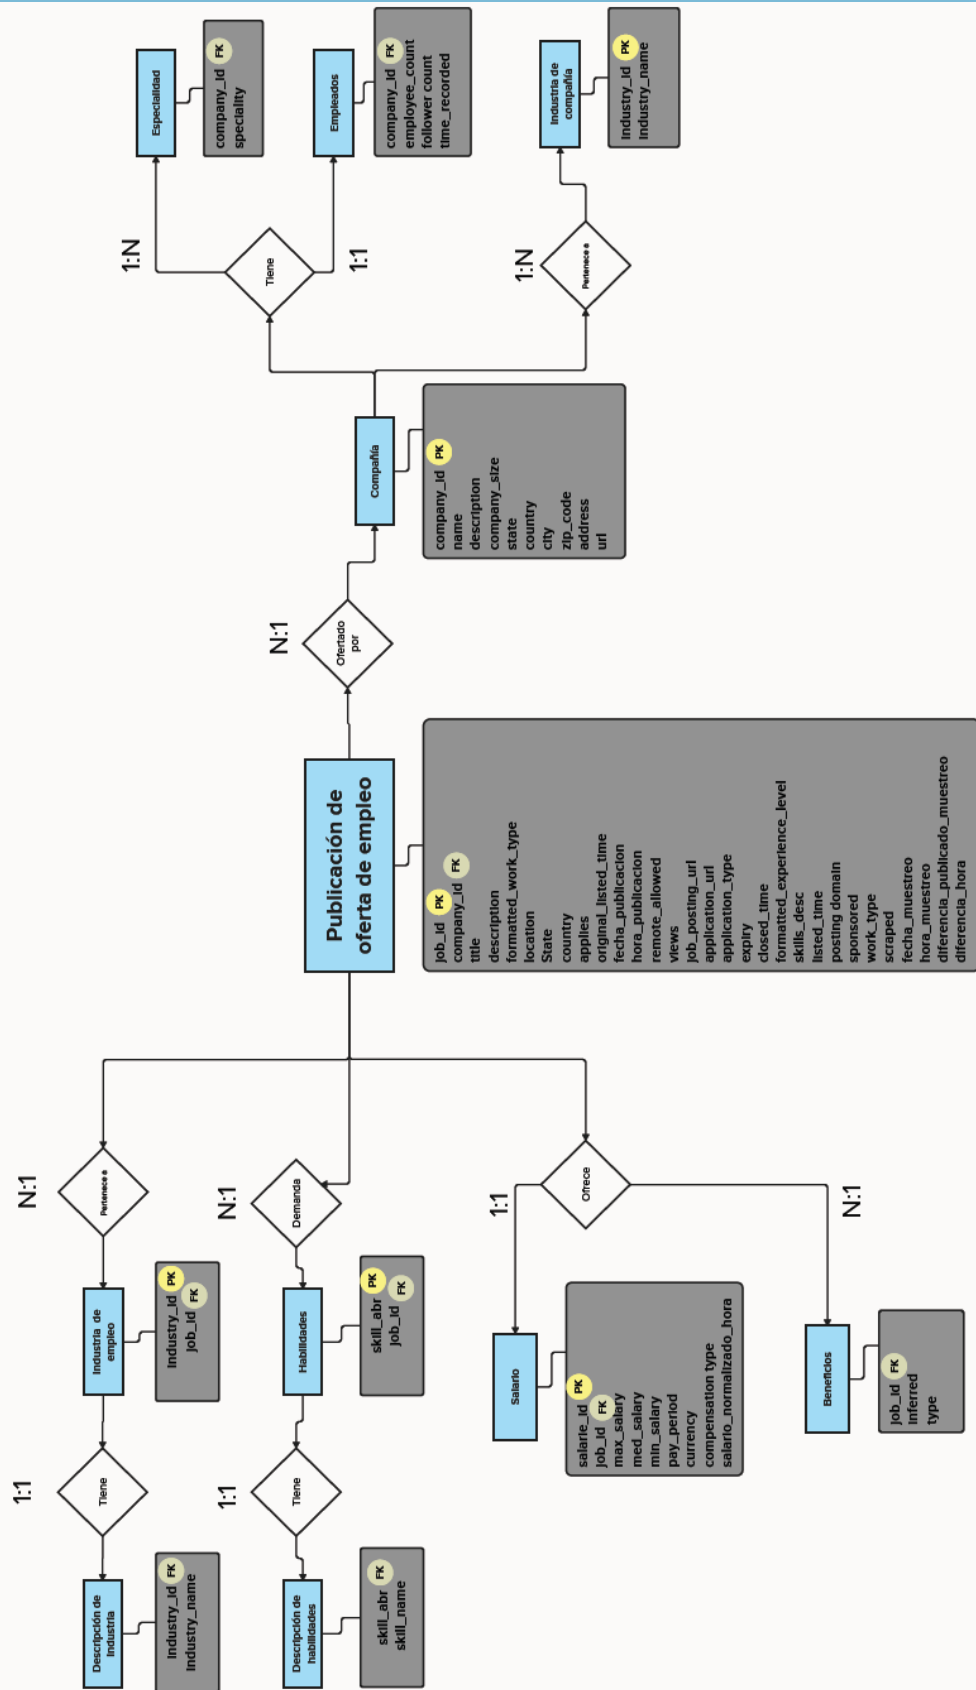 1:1
N:1
1:N
Descripción de
Industria
Tiene
Industria de
empleo
Pertenece a
Especialidad
Industry_id FK
Industry_name
Industry_id PK
job_id FK
company_id FK
speciality
1:1
N:1
Tiene
1:N
Descripción de
habilidades
Tiene
Habilidades
Demanda
Publicación de
oferta de empleo
N:1
Ofertado
por
Compañía
Empleados
1:1
skill_abr FK
skill_name
skill_abr PK
job_id FK
company_id FK
employee_count
follower count
time_recorded
job_id PK
company_id FK
title
description
formatted_work_type
location
State
country
applies
original_listed_time
fecha_publicacion
hora_publicacion
remote_allowed
views
job_posting_url
application_url
application_type
expiry
closed_time
formatted_experience_level
skills_desc
listed_time
posting domain
sponsored
work_type
scraped
fecha_muestreo
hora_muestreo
diferencia_publicado_muestreo
diferencia_hora
company_id PK
name
description
company_size
state
country
city
zip_code
address
url
1:1
Salario
Ofrece
1:N
Pertenece a
Industria de
compañía
salarie_id PK
job_id FK
max_salary
med_salary
min_salary
pay_period
currency
compensation type
salario_normalizado_hora
Industry_id PK
Industry_name
Beneficios
N:1
job_id FK
Inferred
type